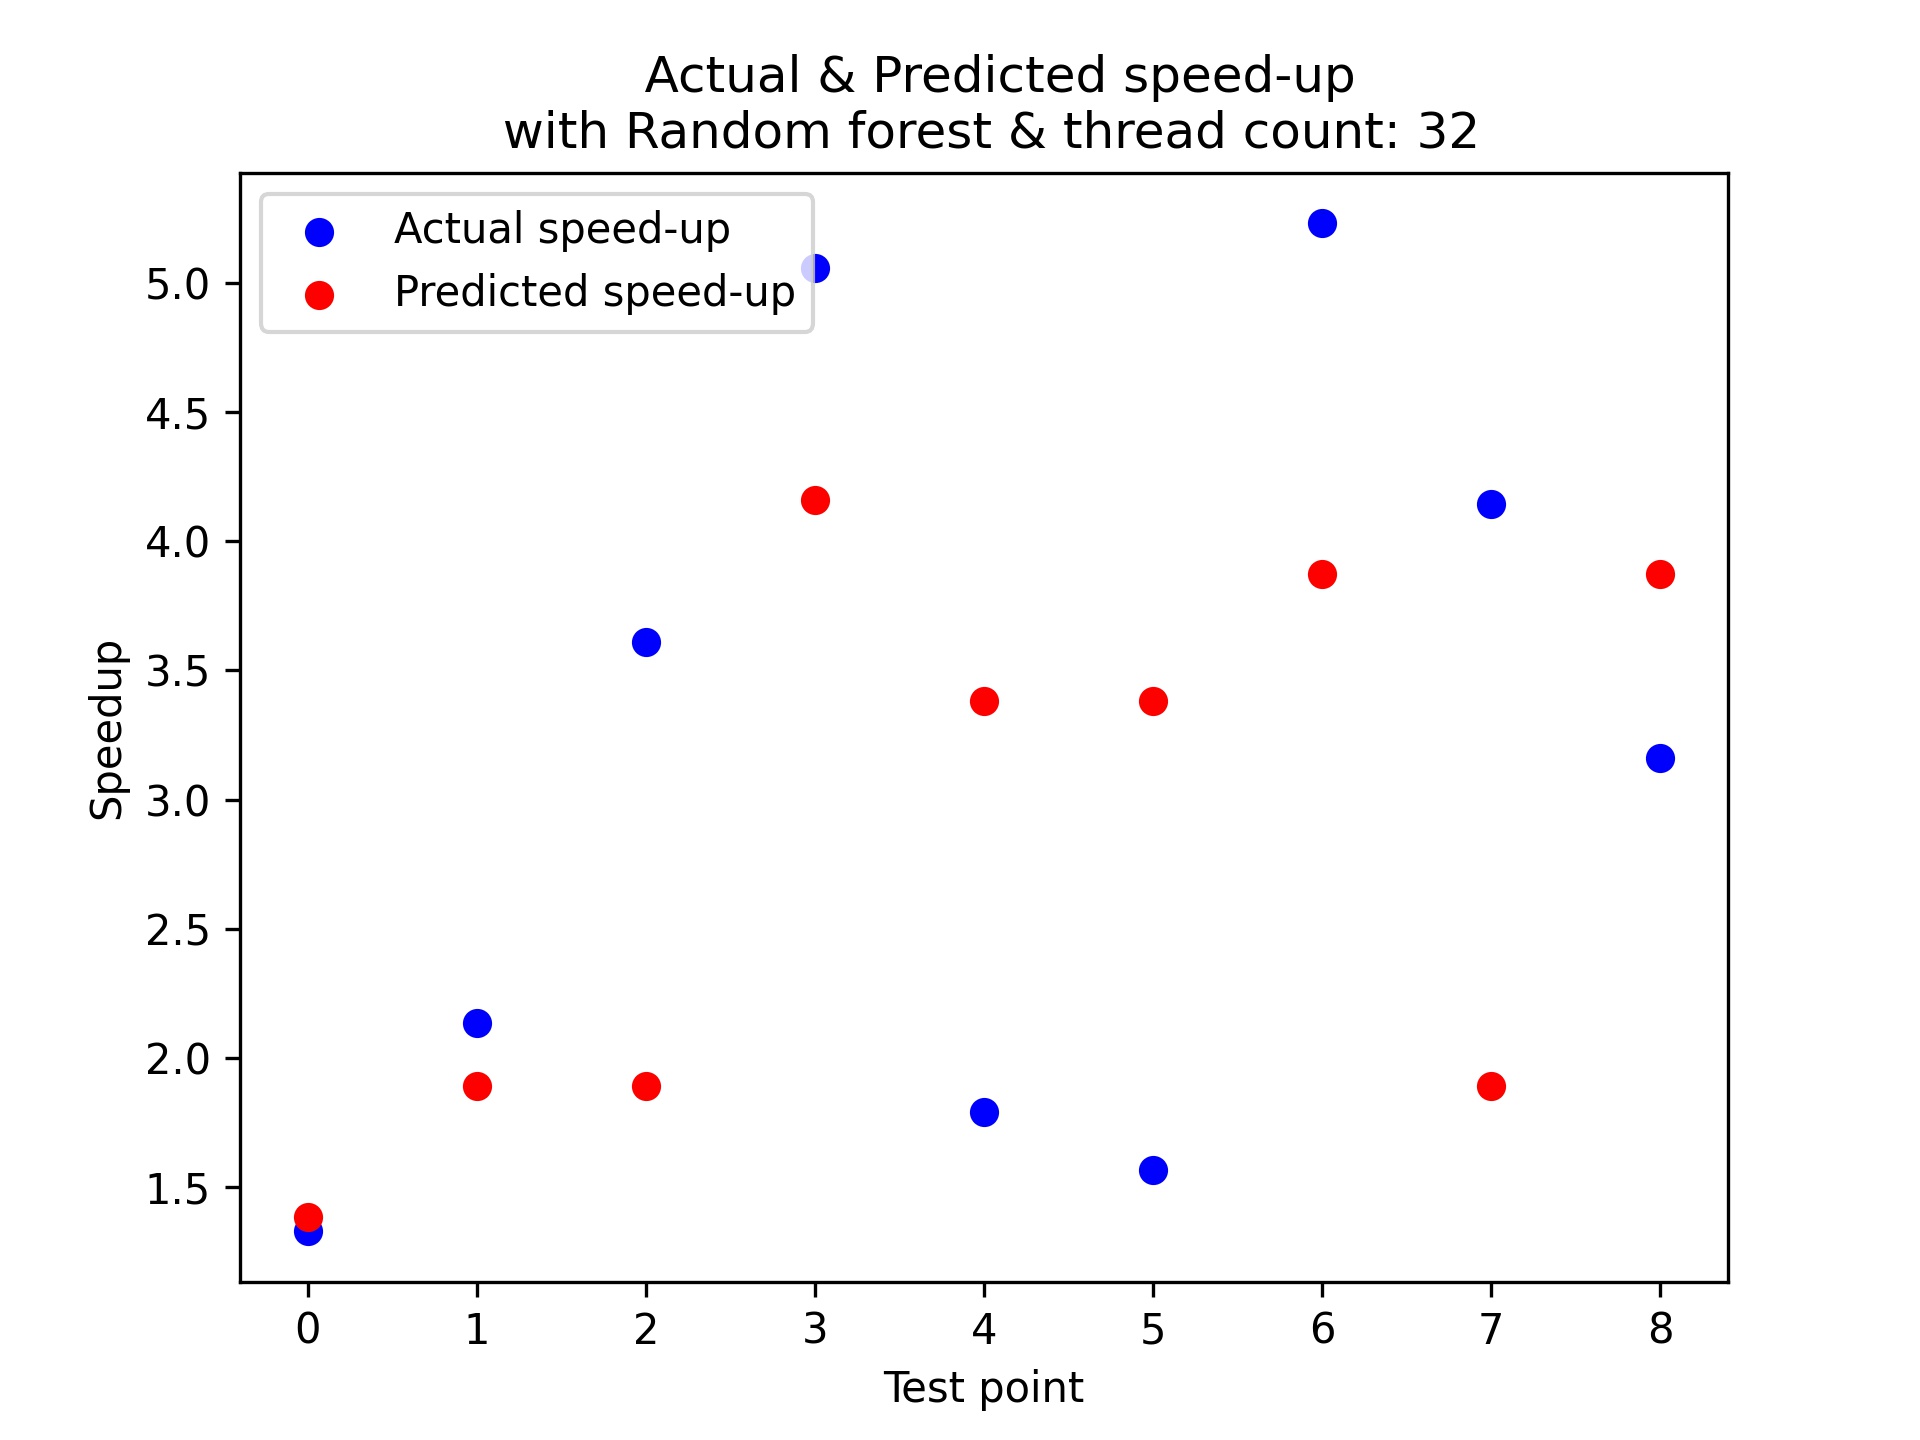 Actual & Predicted speed-up
with Random forest & thread count: 32
Actual speed-up
Predicted speed-up
5.0
4.5
4.0
3.5
3.0
2.5
2.0
1.5
Speedup
0 1 2 3 4 5 6 7 8
Test point